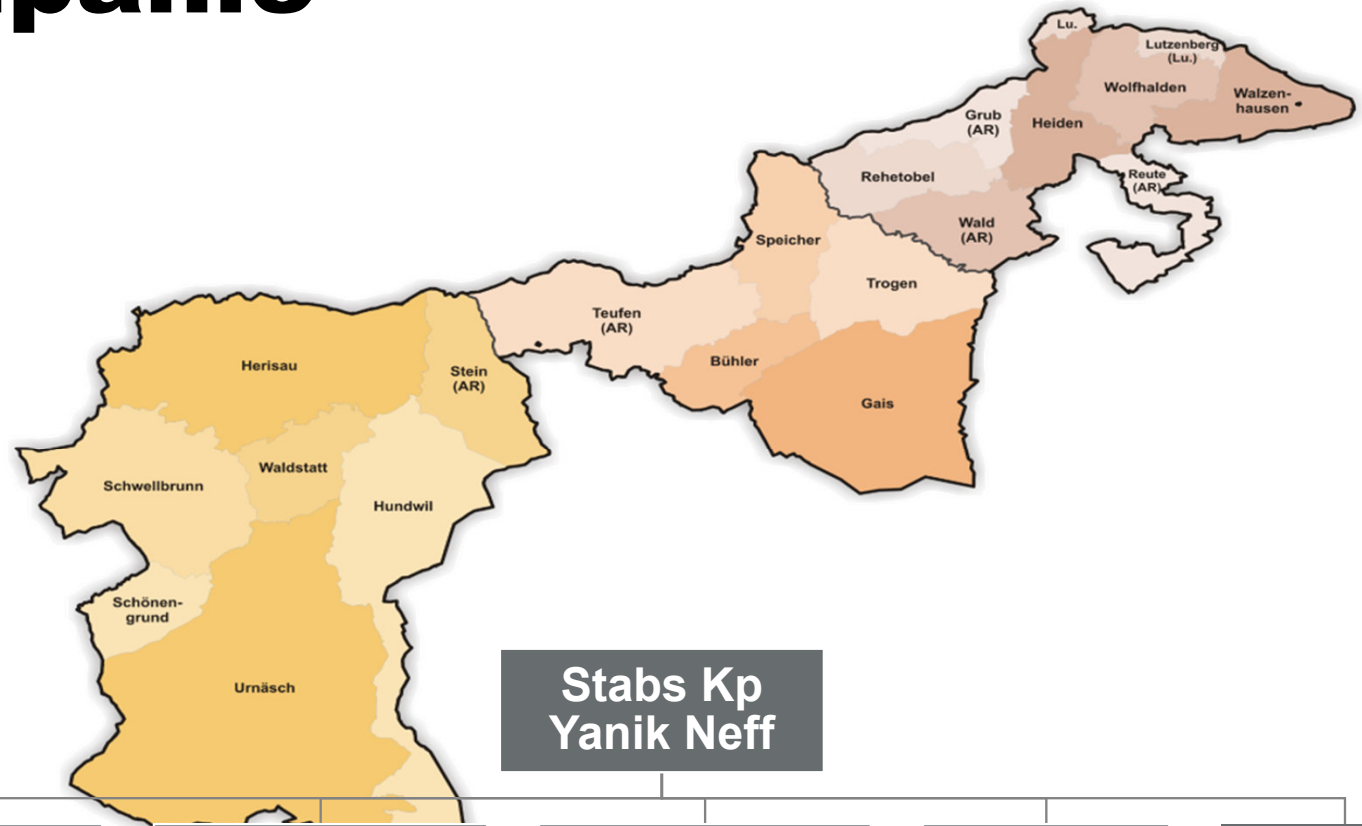 Lu.
Lutzenberg
(Lu.)
Wolfhalden
Walzen-
hausen
Grub
(AR)
Heiden
Rehetobel
Reute
(AR)
Wald
(AR)
Speicher
Trogen
Teufen
(AR)
Bühler
Herisau
Stein
(AR)
Gais
Waldstatt
Schwellbrunn
Hundwil
Schönen-
grund
Urnäsch
Stabs Kp
Yanik Neff